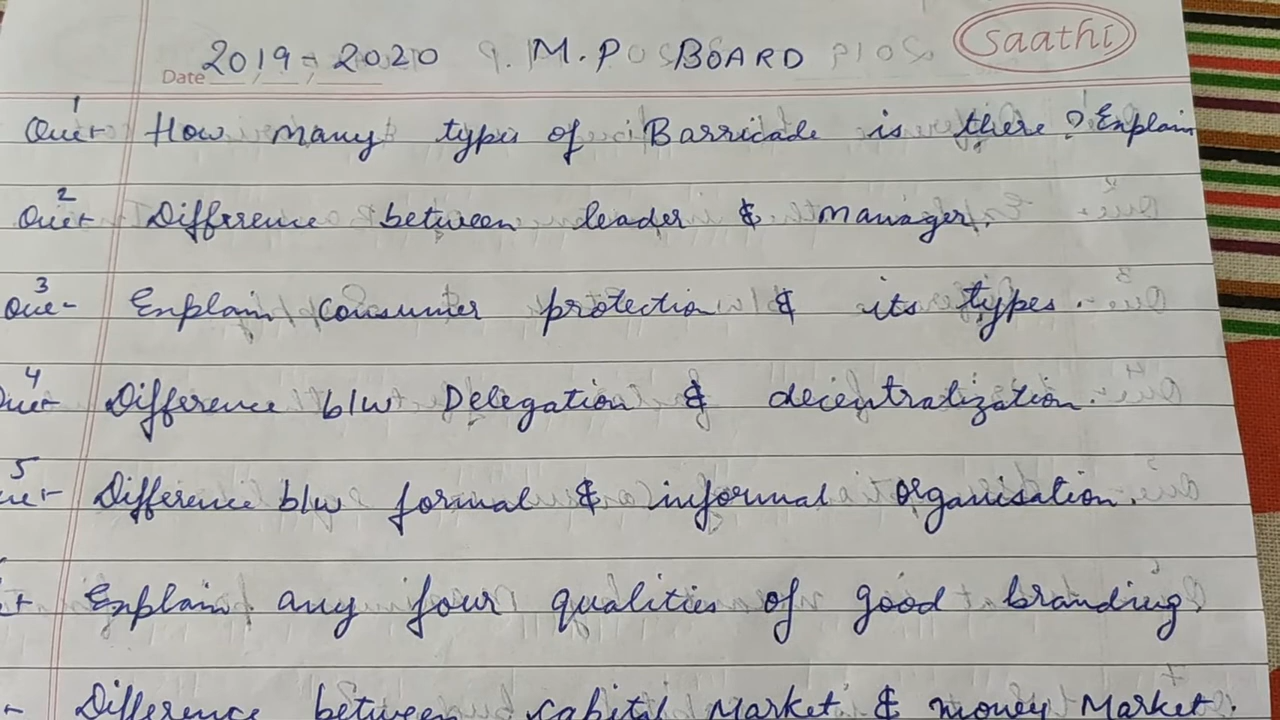 saathi
2019-2020 M.P BOARD
Date
Que 1 How many types of Barricade is there ? Explain
Que 2 Difference between leader & manager.
Que 3 Explain consumer protection & its types.
Que 4 Difference b/w Delegation & decentralization.
Que 5 Difference b/w formal & informal organisation.
Explain any four qualities of good branding
Difference between capital Market & money Market.